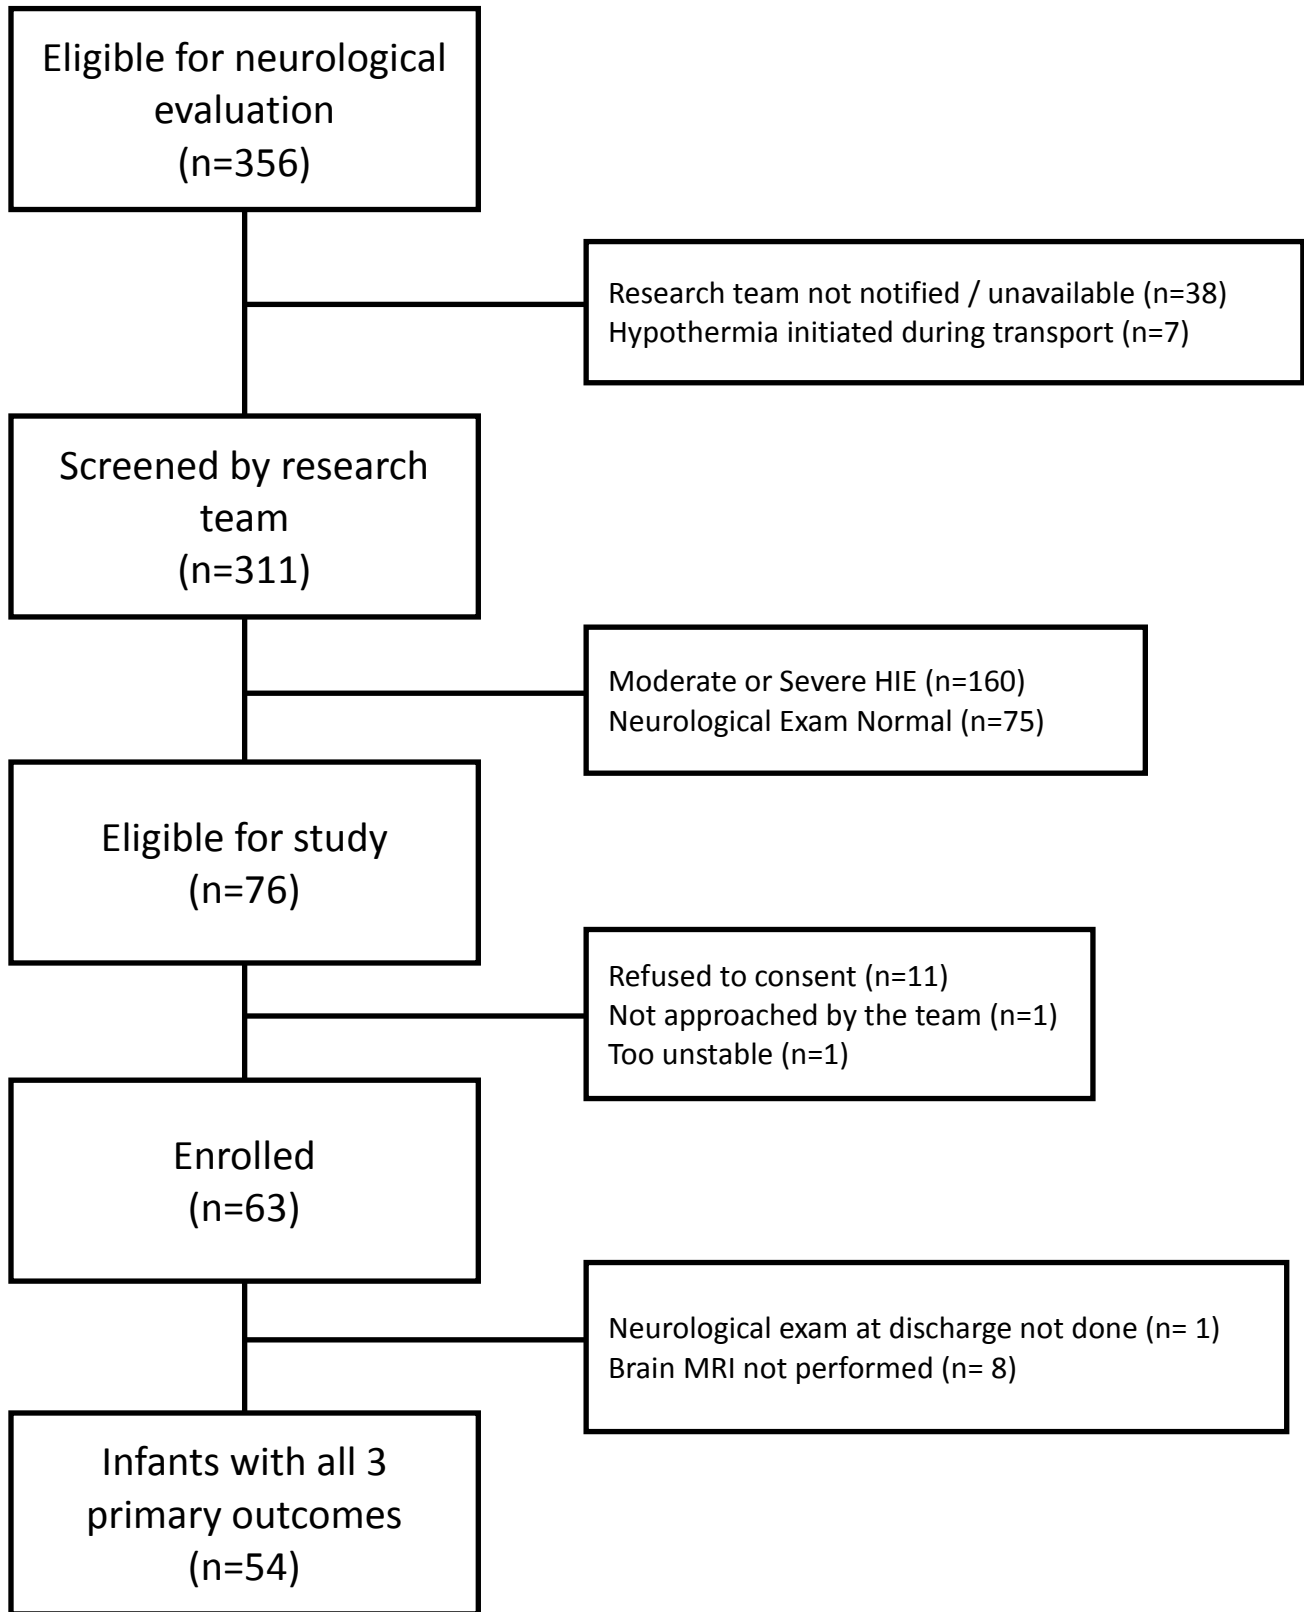 Eligible for neurological
evaluation
(n=356)
Research team not notified / unavailable (n=38)
Hypothermia initiated during transport (n=7)
Screened by research
team
(n=311)
Moderate or Severe HIE (n=160)
Neurological Exam Normal (n=75)
Eligible for study
(n=76)
Refused to consent (n=11)
Not approached by the team (n=1)
Too unstable (n=1)
Enrolled
(n=63)
Neurological exam at discharge not done (n= 1)
Brain MRI not performed (n= 8)
Infants with all 3
primary outcomes
(n=54)